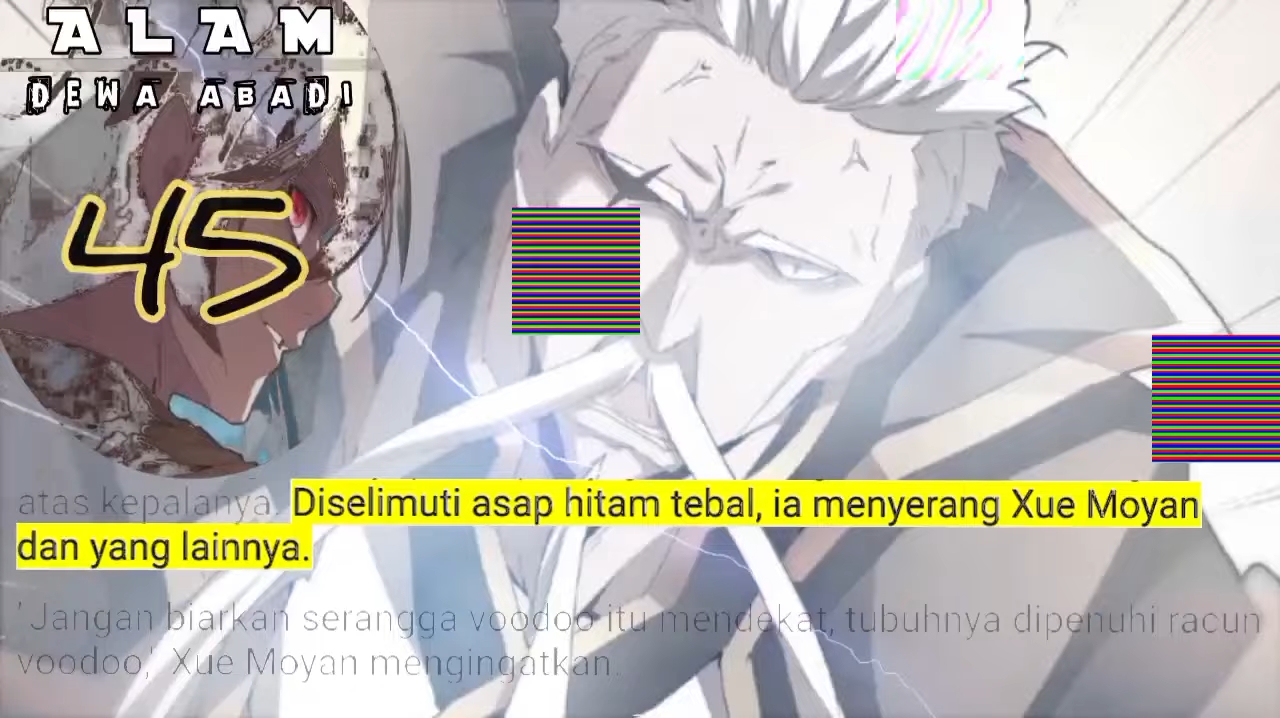 ALAM
DEWA ABADI
45
atas kepalanya. Diselimuti asap hitam tebal, ia menyerang Xue Moyan
dan yang lainnya.
'Jangan biarkan serangga voodoo itu mendekat, tubuhnya dipenuhi racun
voodoo,' Xue Moyan mengingatkan.